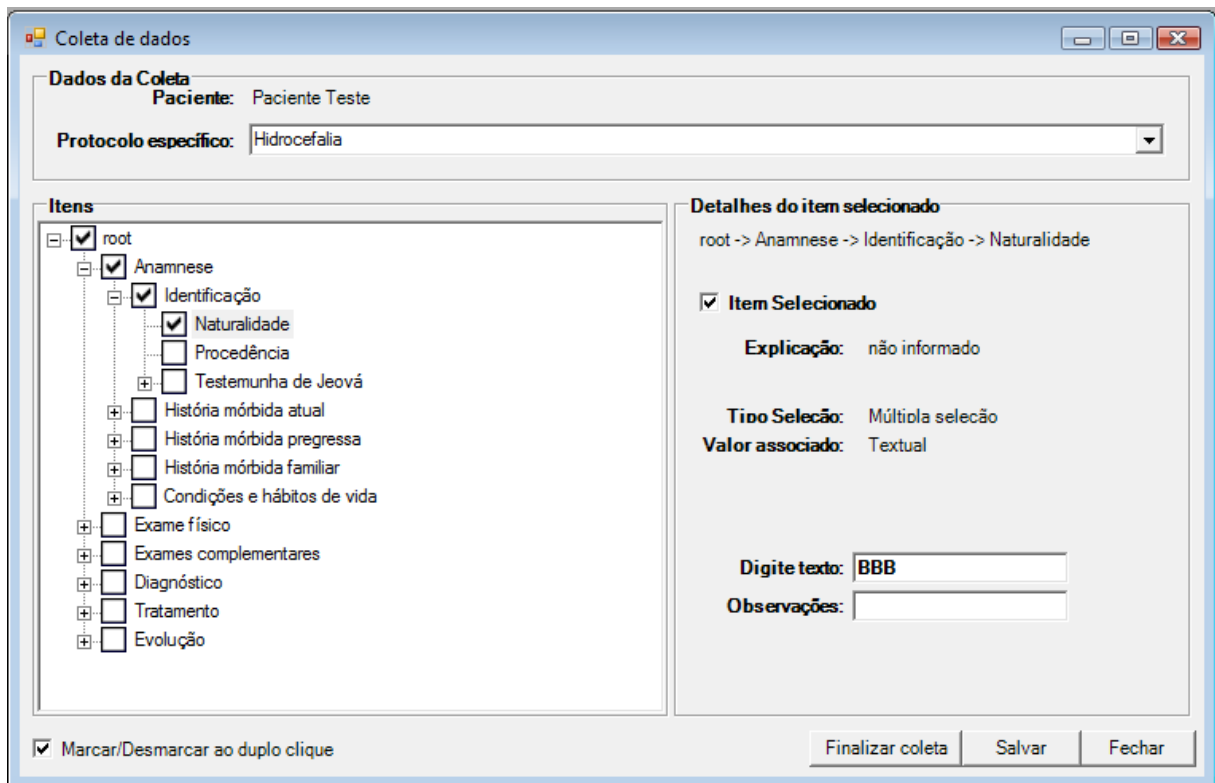 Coleta de dados
Dados da Coleta
Paciente: Paciente Teste
Protocolo específico: Hidrocefalia
Itens
root
Anamnese
Identificação
Naturalidade
Procedência
Testemunha de Jeová
História mórbida atual
História mórbida pregressa
História mórbida familiar
Condições e hábitos de vida
Exame físico
Exames complementares
Diagnóstico
Tratamento
Evolução
Detalhes do item selecionado
root -> Anamnese -> Identificação -> Naturalidade
Item Selecionado
Explicação: não informado
Tipo Seleção: Múltipla seleção
Valor associado: Textual
Digite texto: BBB
Observações:
Marcar/Desmarcar ao duplo clique
Finalizar coleta Salvar Fechar